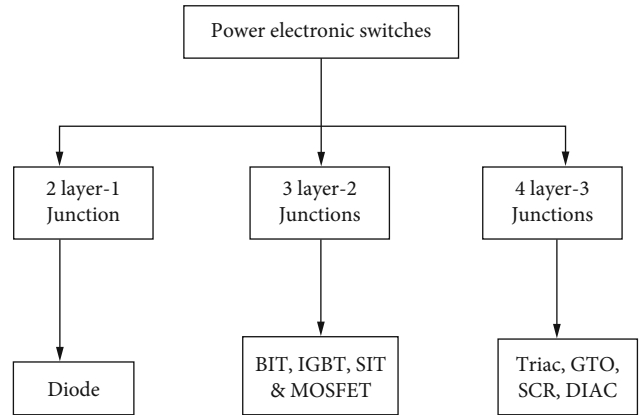 Power electronic switches
2 layer-1
Junction
3 layer-2
Junctions
4 layer-3
Junctions
Diode
BIT, IGBT, SIT
& MOSFET
Triac, GTO,
SCR, DIAC